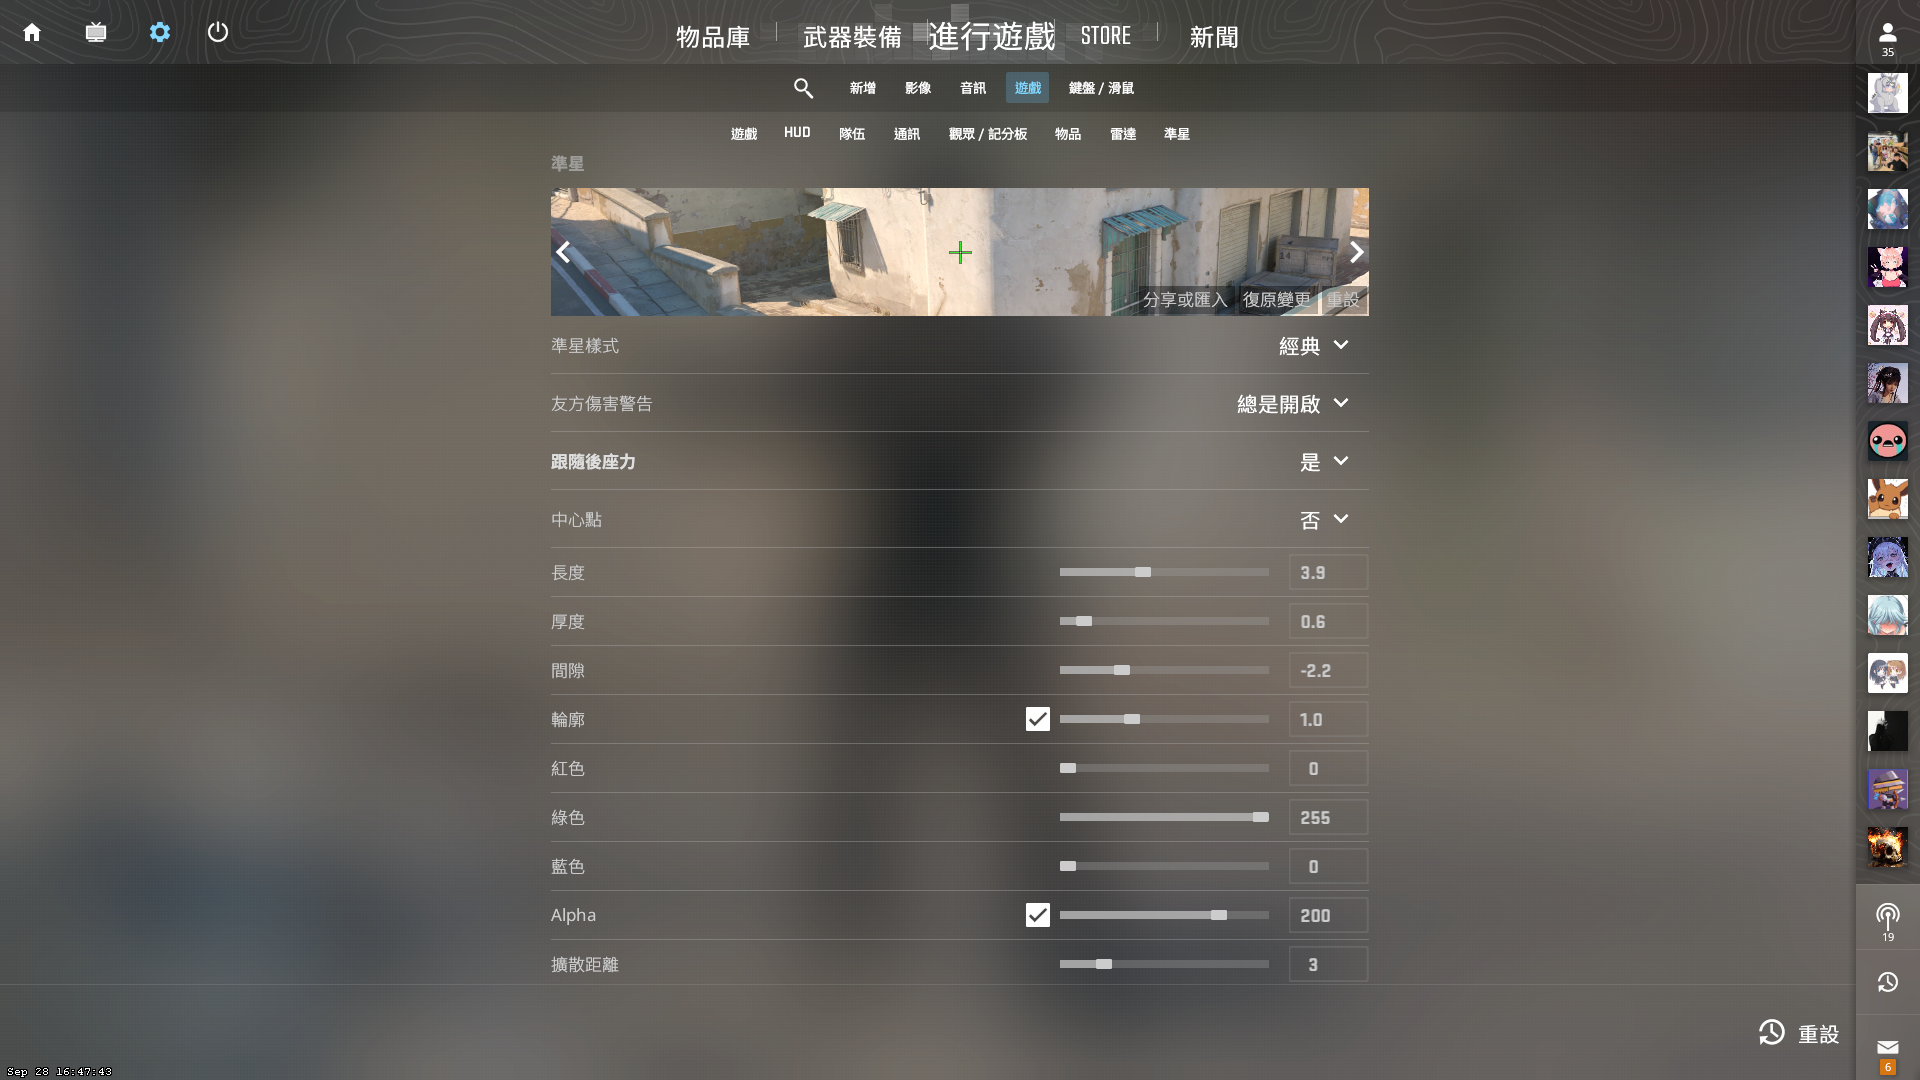 物品庫
武器裝備
進行遊戲
STORE
新聞
35
新增
影像
音訊
遊戲
鍵盤 / 滑鼠
遊戲
HUD
隊伍
通訊
觀眾 / 記分板
物品
雷達
準星
準星
分享或匯入
復原變更
重設
準星樣式
經典
友方傷害警告
總是開啟
跟隨後座力
是
中心點
否
長度
3.9
厚度
0.6
間隙
-2.2
輪廓
1.0
紅色
0
綠色
255
藍色
0
Alpha
200
擴散距離
3
19
重設
6
Sep 28 16:47:43